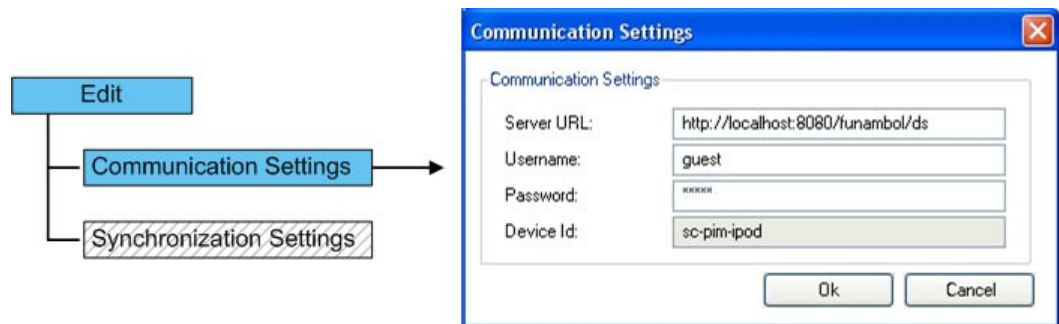 Edit
Communication Settings
Synchronization Settings
Communication Settings
Communication Settings
Server URL: http://localhost:8080/funambol/ds
Username: guest
Password: *****
Device Id: sc-pim-ipod
Ok Cancel